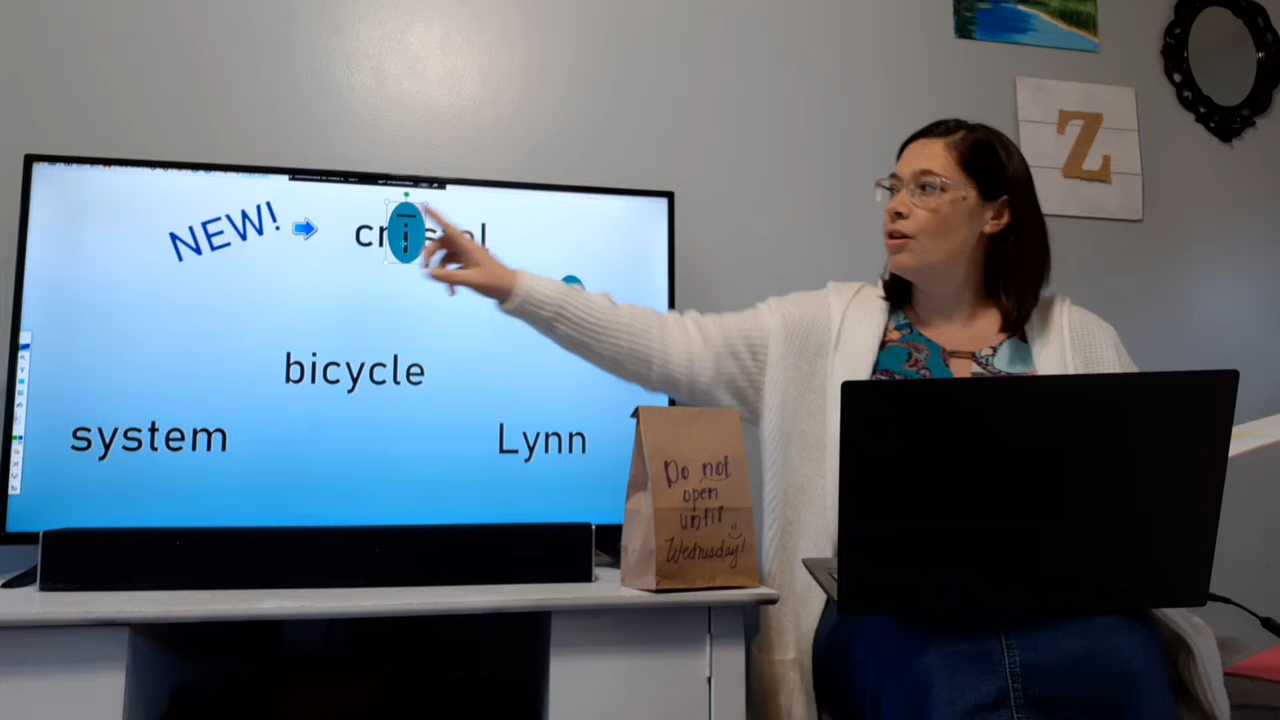 NEW!
bicycle
system
Lynn
Do not
open
until
Wednesday!
Z